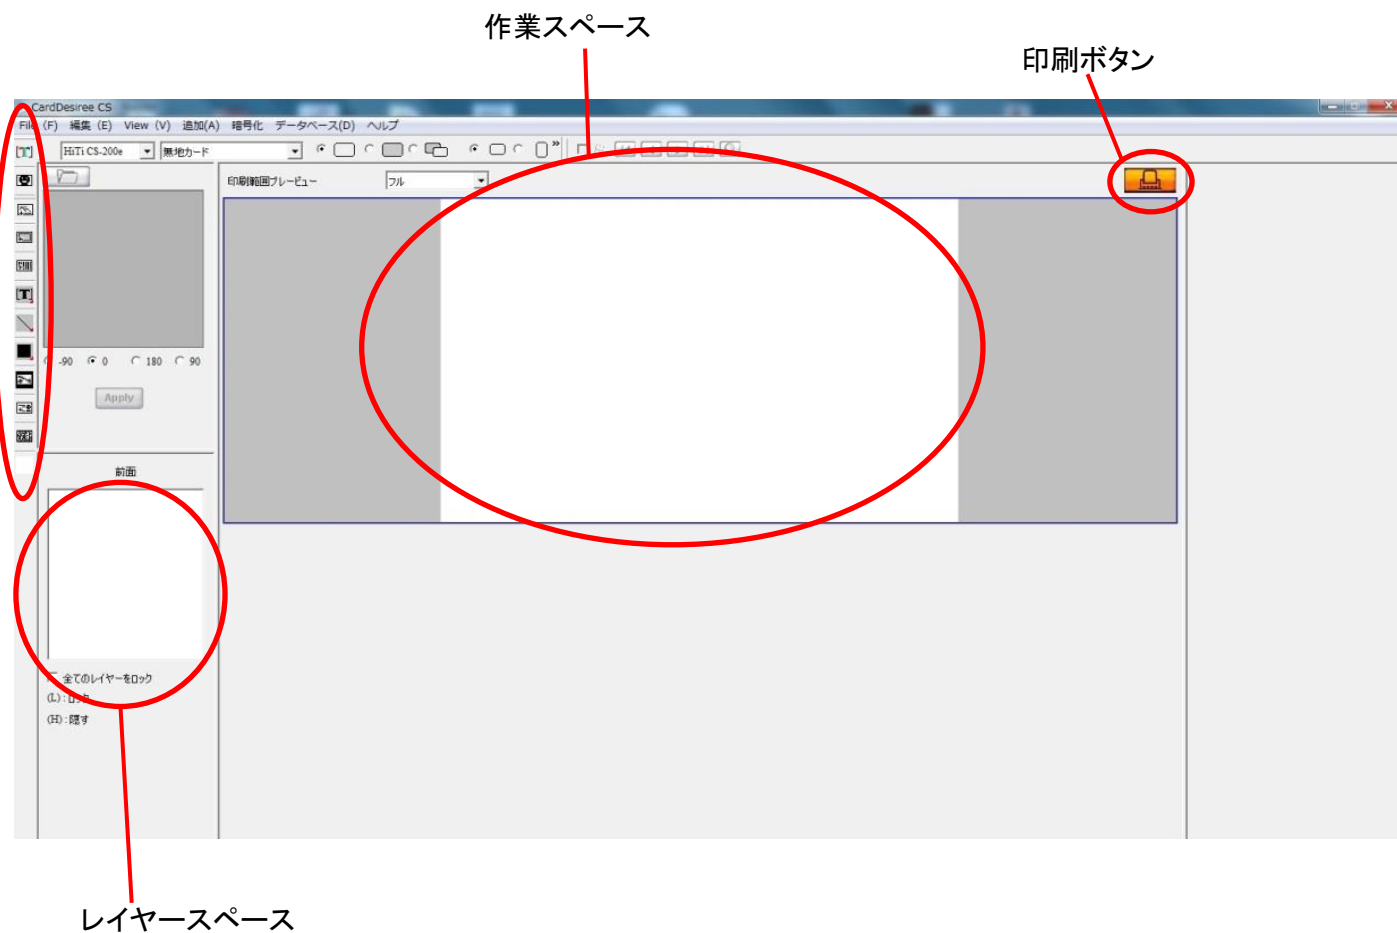 作業スペース
印刷ボタン
CardDesiree CS
File (F) 編集 (E) View (V) 追加(A) 暗号化 データベース(D) ヘルプ
HiTi CS-200e 無地カード
印刷範囲プレビュー フル
-90 0 180 90
Apply
前面
全てのレイヤーをロック
(L) : ロック
(H) : 隠す
レイヤースペース